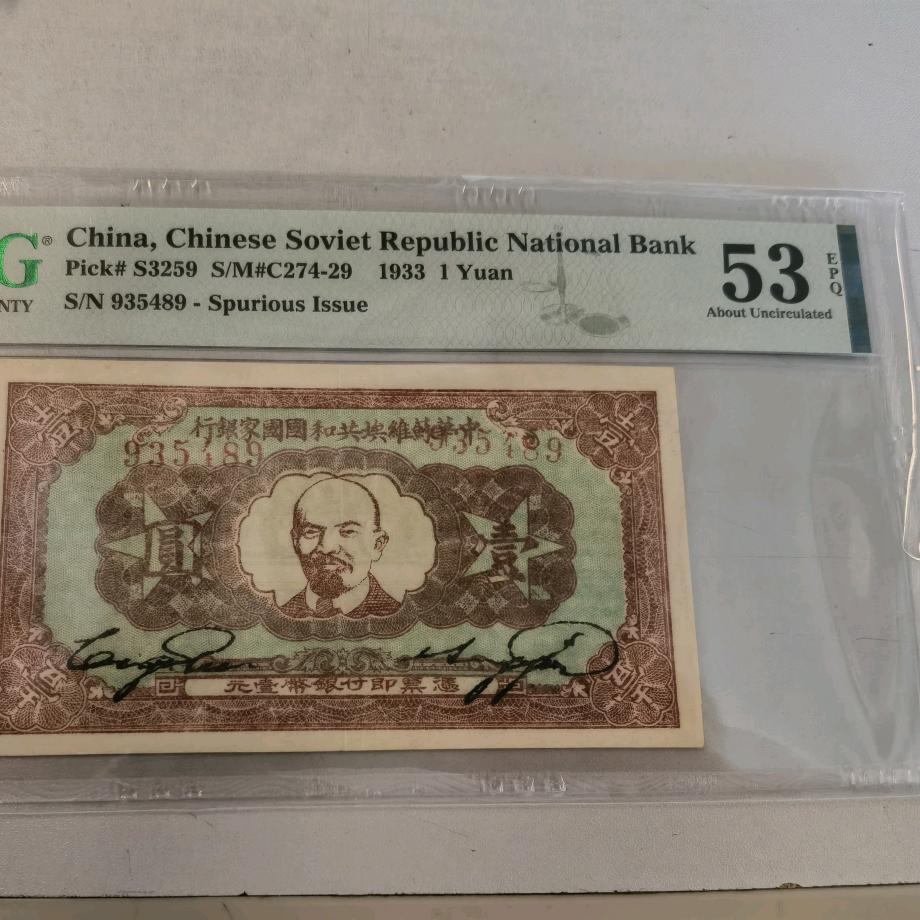 G® China, Chinese Soviet Republic National Bank
Pick# S3259 S/M#C274-29 1933 1 Yuan
NTY S/N 935489 - Spurious Issue
53 EPQ
About Uncirculated
壹 壹
中華蘇維埃共和國國家銀行
935489 935489
壹圓
憑票即付銀幣壹元